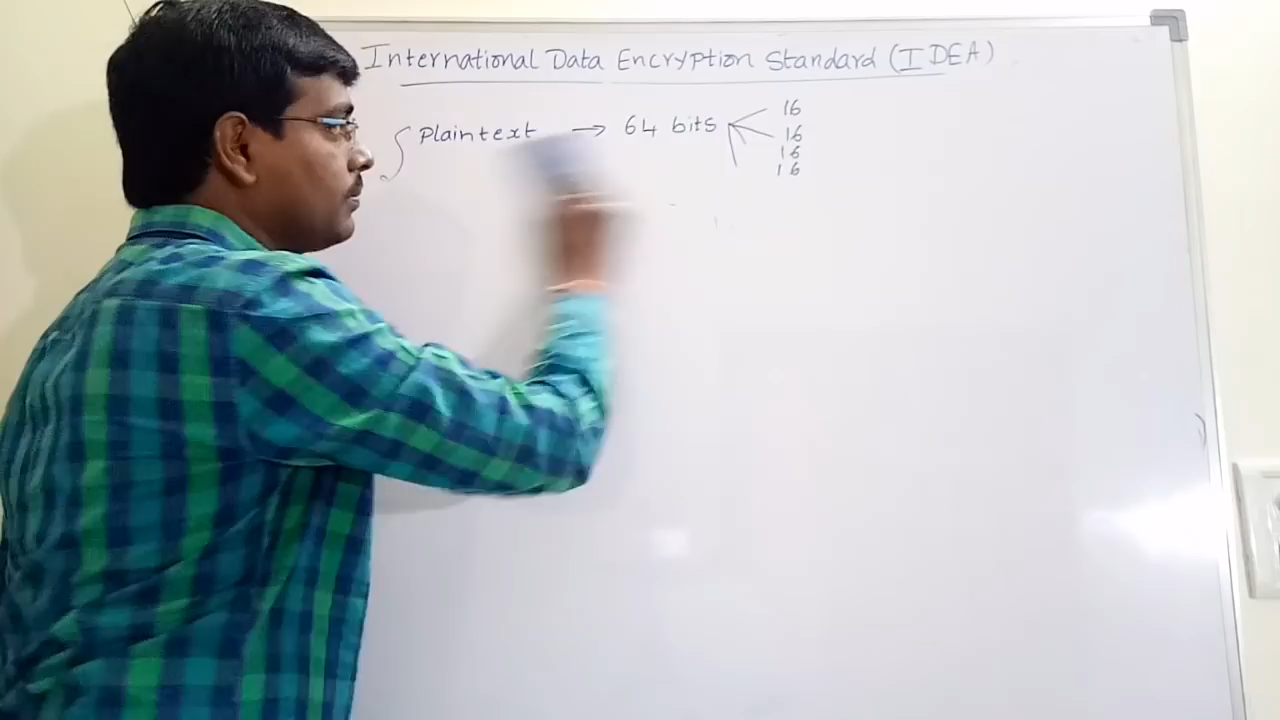 International Data Encryption Standard (IDEA)
Plaintext → 64 bits
16
16
16
16